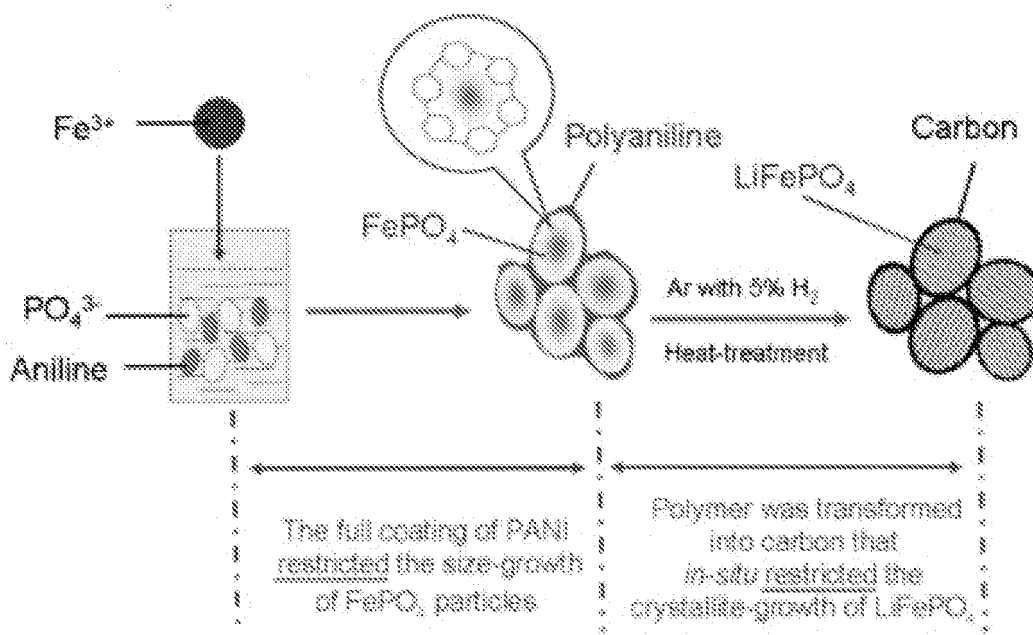 Fe³⁺
PO₄³⁻
Aniline
FePO₄
Polyaniline
Ar with 5% H₂
Heat-treatment
LiFePO₄
Carbon
The full coating of PANI
restricted the size-growth
of FePO₄ particles
Polymer was transformed
into carbon that
in-situ restricted the
crystallite-growth of LiFePO₄